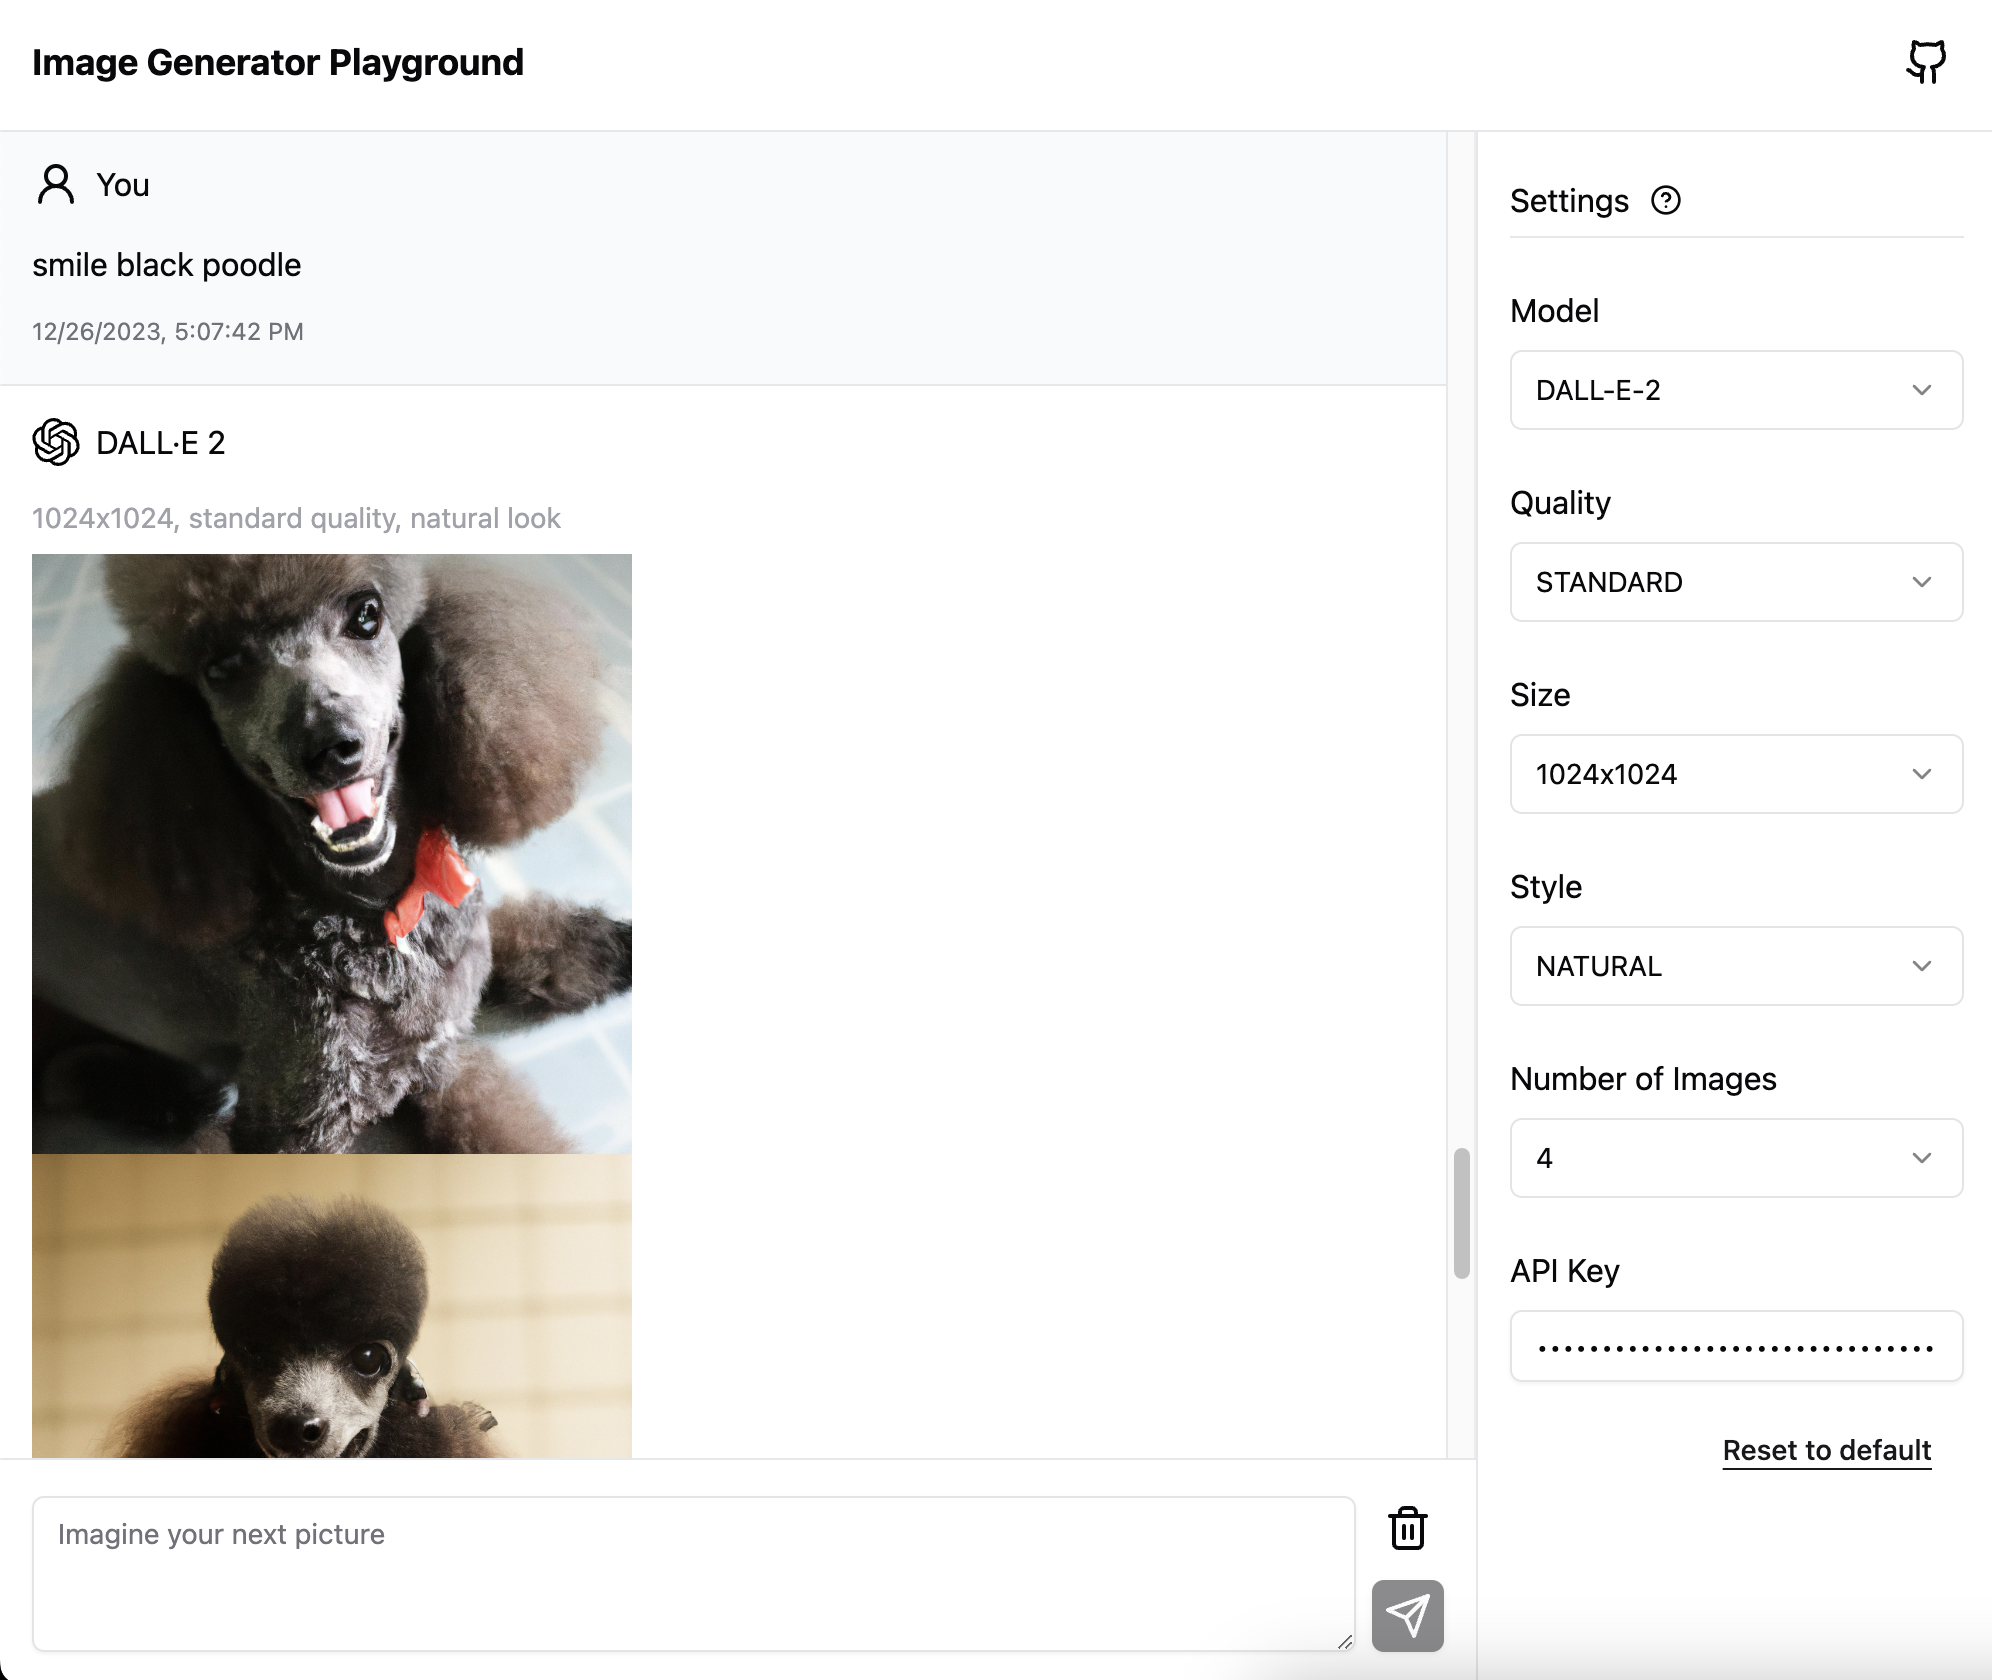 Image Generator Playground
You
smile black poodle
12/26/2023, 5:07:42 PM
DALL·E 2
1024x1024, standard quality, natural look
Imagine your next picture
Settings
Model
DALL-E-2
Quality
STANDARD
Size
1024x1024
Style
NATURAL
Number of Images
4
API Key
Reset to default